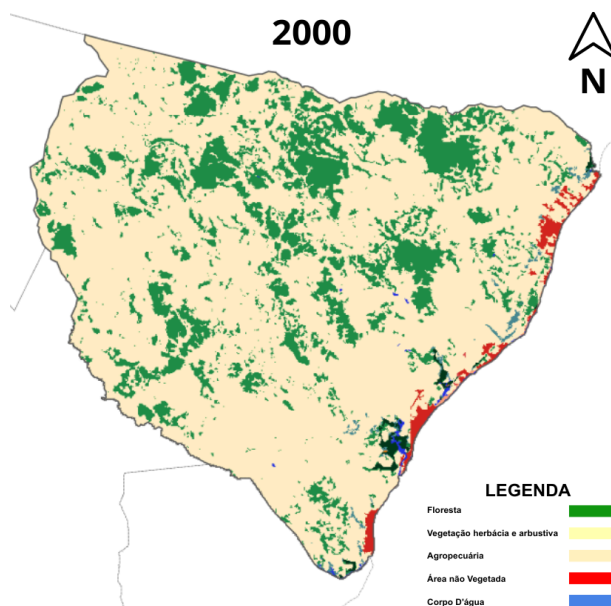 2000
N
LEGENDA
Floresta
Vegetação herbácia e arbustiva
Agropecuária
Área não Vegetada
Corpo D'água